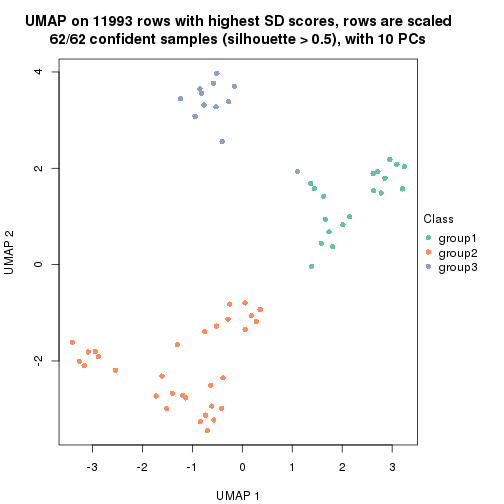 UMAP on 11993 rows with highest SD scores, rows are scaled
62/62 confident samples (silhouette > 0.5), with 10 PCs
4
2
0
-2
UMAP 2
Class
group1
group2
group3
-3 -2 -1 0 1 2 3
UMAP 1